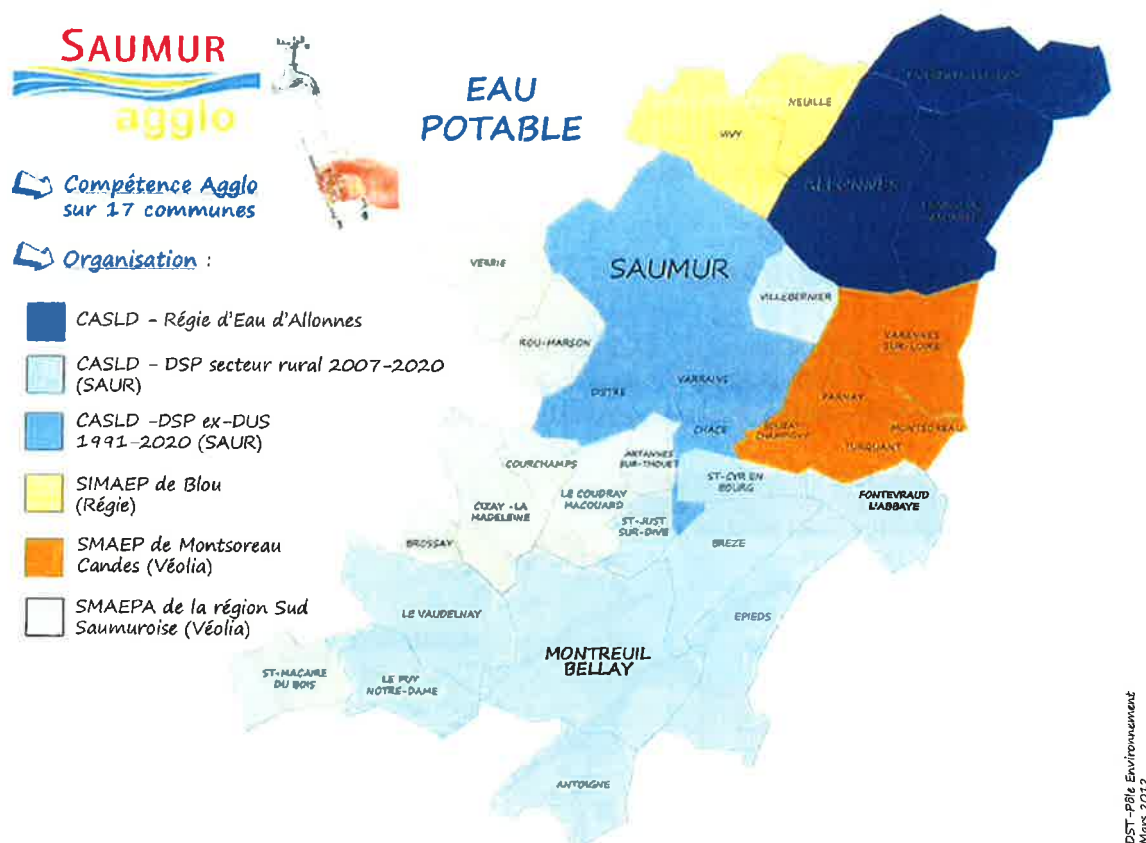 SAUMUR
agglo
EAU
POTABLE
Compétence Agglo
sur 17 communes
Organisation :
CASLD - Régie d'Eau d'Allonnes
CASLD - DSP secteur rural 2007-2020
(SAUR)
CASLD -DSP ex-DUS
1991-2020 (SAUR)
SIMAEP de Blou
(Régie)
SMAEP de Montsoreau
Candes (Véolia)
SMAEPA de la région Sud
Saumuroise (Véolia)
NEUILLE
VIVY
ALLONNES
VERRIE
SAUMUR
VILLEBERNIER
ROU-MARSON
VARENNES
SUR-LOIRE
DISTRE
VARRAINS
PARNAY
CHACE
SOUZAY
CHAMPIGNY
MONTSOREAU
TURQUANT
COURCHAMPS
ARTANNES
SUR-THOUET
ST-CYR EN
BOURG
FONTEVRAUD
L'ABBAYE
CIZAY -LA
MADELEINE
LE COUDRAY
MACOUARD
ST-JUST
SUR-DIVE
BROSSAY
BREZE
LE VAUDELNAY
EPIEDS
MONTREUIL
BELLAY
ST-MACAIRE
DU BOIS
LE PUY
NOTRE-DAME
ANTOIGNE
DST-Pôle Environnement
Mars 2012